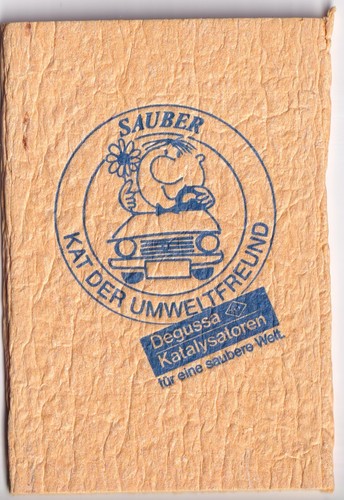 SAUBER
KAT DER UMWELTFREUND
Degussa
Katalysatoren
für eine saubere Welt.